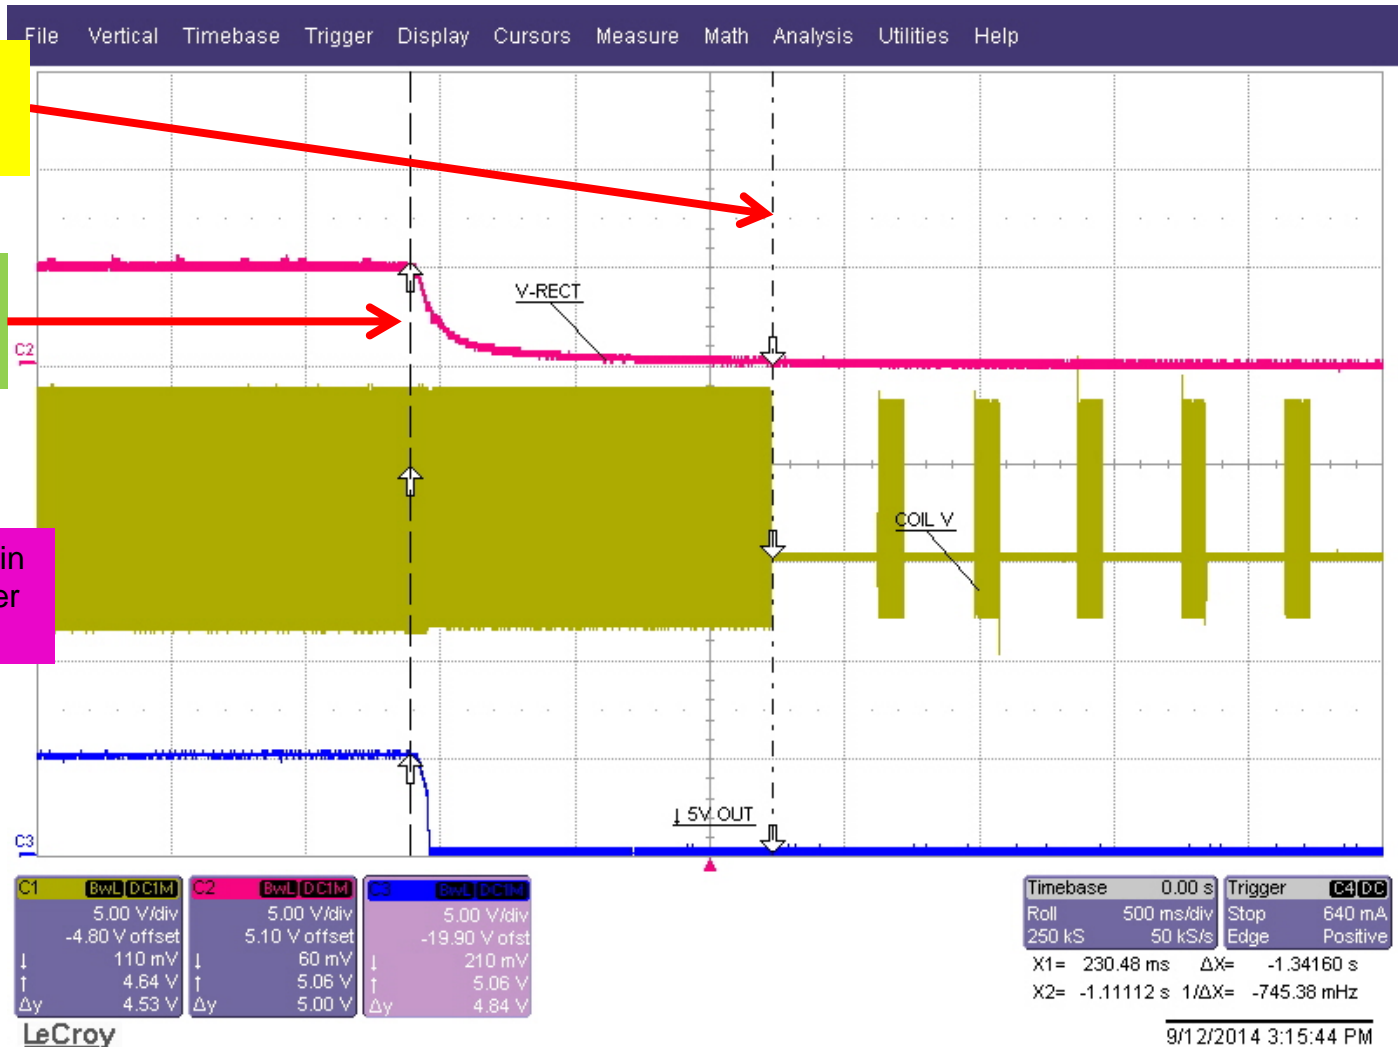 File Vertical Timebase Trigger Display Cursors Measure Math Analysis Utilities Help
V-RECT
C2
in
er
COIL V
5V OUT
C3
C1 BwL DC1M
5.00 V/div
-4.80 V offset
↓ 110 mV
↑ 4.64 V
Δy 4.53 V
C2 BwL DC1M
5.00 V/div
5.10 V offset
↓ 60 mV
↑ 5.06 V
Δy 5.00 V
C3 BwL DC1M
5.00 V/div
-19.90 V ofst
↓ 210 mV
↑ 5.06 V
Δy 4.84 V
Timebase 0.00 s
Roll 500 ms/div
250 kS 50 kS/s
Trigger C4 DC
Stop 640 mA
Edge Positive
X1= 230.48 ms ΔX= -1.34160 s
X2= -1.11112 s 1/ΔX= -745.38 mHz
LeCroy
9/12/2014 3:15:44 PM